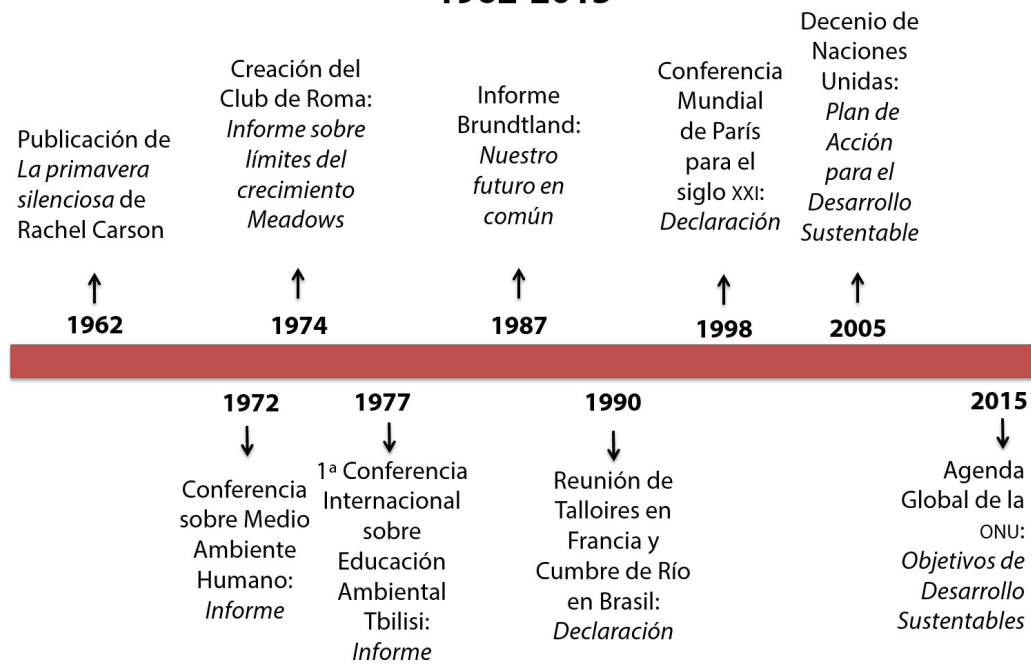 Publicación de
La primavera
silenciosa de
Rachel Carson
1962
Creación del
Club de Roma:
Informe sobre
límites del
crecimiento
Meadows
1974
Informe
Brundtland:
Nuestro
futuro en
común
1987
Conferencia
Mundial
de París
para el
siglo XXI:
Declaración
1998
Decenio de
Naciones
Unidas:
Plan de
Acción
para el
Desarrollo
Sustentable
2005
1972
Conferencia
sobre Medio
Ambiente
Humano:
Informe
1977
1ª Conferencia
Internacional
sobre
Educación
Ambiental
Tbilisi:
Informe
1990
Reunión de
Talloires en
Francia y
Cumbre de Río
en Brasil:
Declaración
2015
Agenda
Global de la
ONU:
Objetivos de
Desarrollo
Sustentables